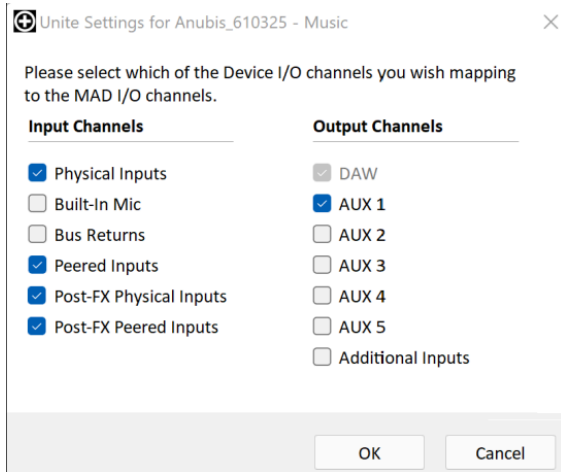 Unite Settings for Anubis_610325 - Music
Please select which of the Device I/O channels you wish mapping
to the MAD I/O channels.
Input Channels
Physical Inputs
Built-In Mic
Bus Returns
Peered Inputs
Post-FX Physical Inputs
Post-FX Peered Inputs
Output Channels
DAW
AUX 1
AUX 2
AUX 3
AUX 4
AUX 5
Additional Inputs
OK
Cancel